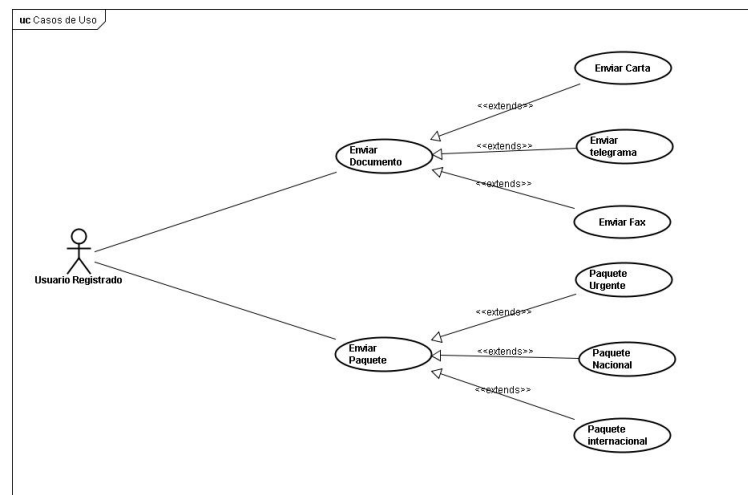 uc Casos de Uso
Enviar Carta
<<extends>>
Enviar
Documento
<<extends>>
Enviar
telegrama
<<extends>>
Enviar Fax
Usuario Registrado
Paquete
Urgente
<<extends>>
Enviar
Paquete
<<extends>>
Paquete
Nacional
<<extends>>
Paquete
internacional